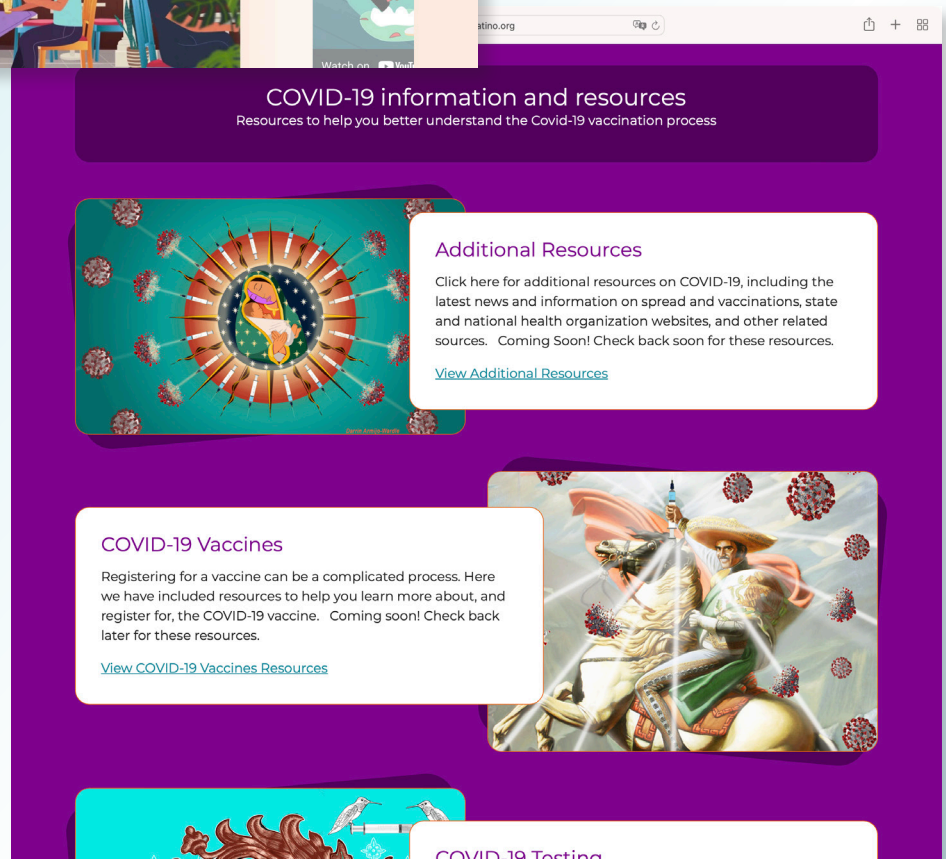 atino.org
Watch on YouT
COVID-19 information and resources
Resources to help you better understand the Covid-19 vaccination process
Additional Resources
Click here for additional resources on COVID-19, including the
latest news and information on spread and vaccinations, state
and national health organization websites, and other related
sources. Coming Soon! Check back soon for these resources.
View Additional Resources
COVID-19 Vaccines
Registering for a vaccine can be a complicated process. Here
we have included resources to help you learn more about, and
register for, the COVID-19 vaccine. Coming soon! Check back
later for these resources.
View COVID-19 Vaccines Resources
COVID-19 Testing